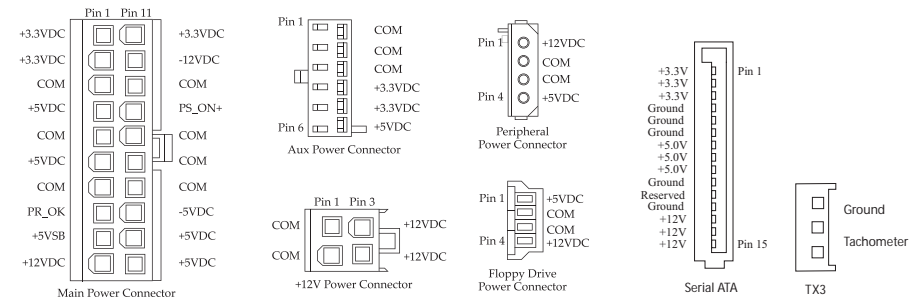 Pin 1 Pin 11
+3.3VDC +3.3VDC
+3.3VDC -12VDC
COM COM
+5VDC PS_ON+
COM COM
+5VDC COM
COM COM
PR_OK -5VDC
+5VSB +5VDC
+12VDC +5VDC
Main Power Connector
Pin 1 COM
COM
COM
+3.3VDC
+3.3VDC
Pin 6 +5VDC
Aux Power Connector
Pin 1 Pin 3
COM +12VDC
COM +12VDC
+12V Power Connector
Pin 1 +12VDC
COM
COM
Pin 4 +5VDC
Peripheral
Power Connector
Pin 1 +5VDC
COM
COM
Pin 4 +12VDC
Floppy Drive
Power Connector
+3.3V Pin 1
+3.3V
+3.3V
Ground
Ground
Ground
+5.0V
+5.0V
+5.0V
Ground
Reserved
Ground
+12V
+12V
+12V Pin 15
Serial ATA
Ground
Tachometer
TX3